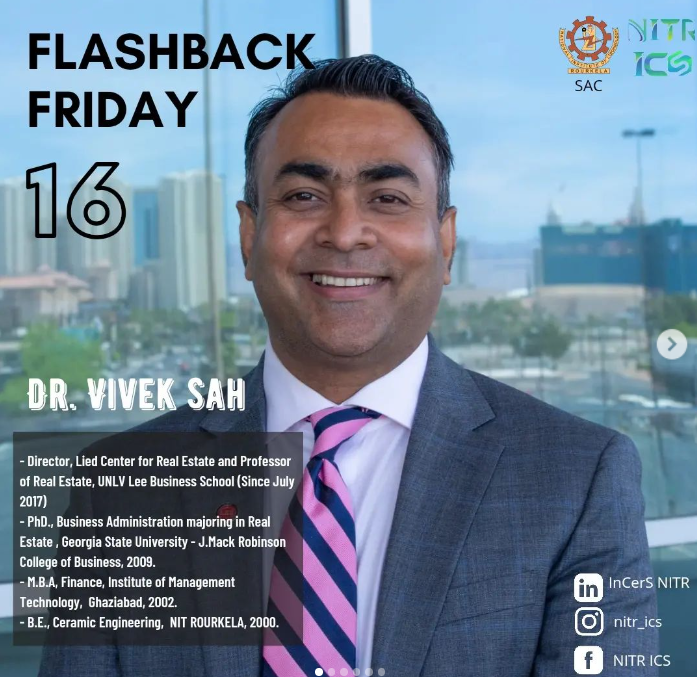 FLASHBACK
FRIDAY
16
ROURKELA
SAC
NITR
ICS
DR. VIVEK SAH
- Director, Lied Center for Real Estate and Professor
of Real Estate, UNLV Lee Business School (Since July
2017)
- PhD., Business Administration majoring in Real
Estate , Georgia State University - J.Mack Robinson
College of Business, 2009.
- M.B.A, Finance, Institute of Management
Technology, Ghaziabad, 2002.
- B.E., Ceramic Engineering, NIT ROURKELA, 2000.
in InCerS NITR
nitr_ics
f NITR ICS